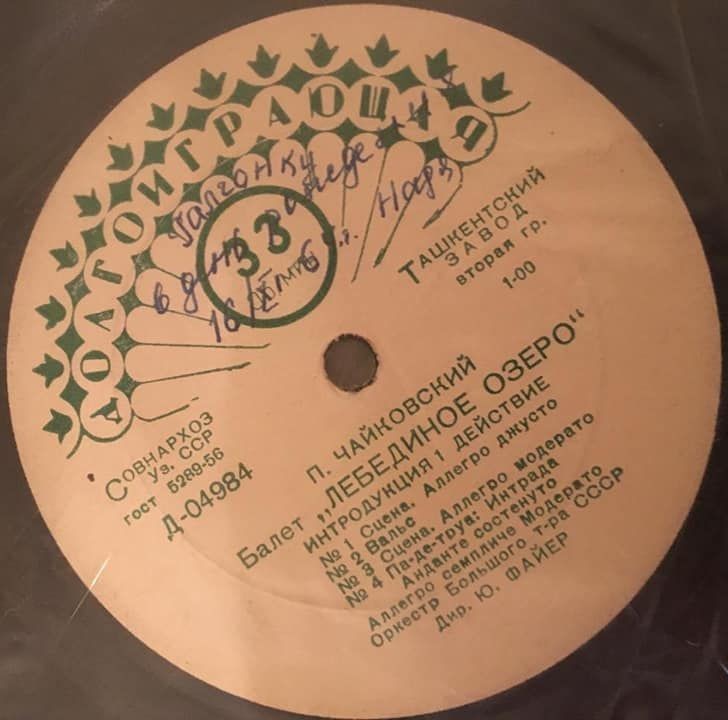 ДОЛГОИГРАЮЩАЯ
33
в день рождения
ТАШКЕНТСКИЙ
ЗАВОД
вторая гр.
1-00
СОВНАРХОЗ
Уз. ССР
ГОСТ 5289-56
Д-04984
П. ЧАЙКОВСКИЙ
Балет „ЛЕБЕДИНОЕ ОЗЕРО“
ИНТРОДУКЦИЯ 1 ДЕЙСТВИЕ
№ 1 Сцена. Аллегро джусто
№ 2 Вальс
№ 3 Сцена. Аллегро модерато
№ 4 Па-де-труа: Интрада
Анданте состенуто
Аллегро семпличе Модерато
Оркестр Большого т-ра СССР
Дир. Ю. ФАЙЕР